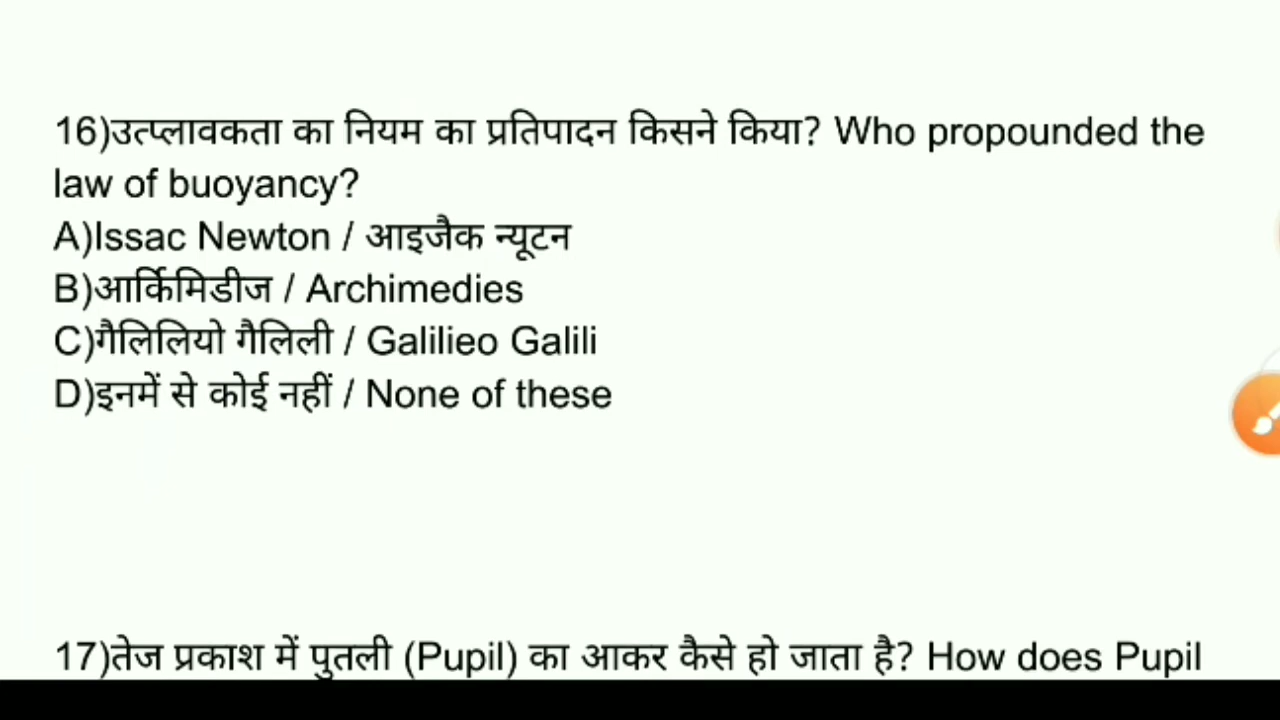 16)उत्प्लावकता का नियम का प्रतिपादन किसने किया? Who propounded the
law of buoyancy?
A)Issac Newton / आइजैक न्यूटन
B)आर्किमिडीज / Archimedies
C)गैलिलियो गैलिली / Galilieo Galili
D)इनमें से कोई नहीं / None of these
17)तेज प्रकाश में पुतली (Pupil) का आकर कैसे हो जाता है? How does Pupil